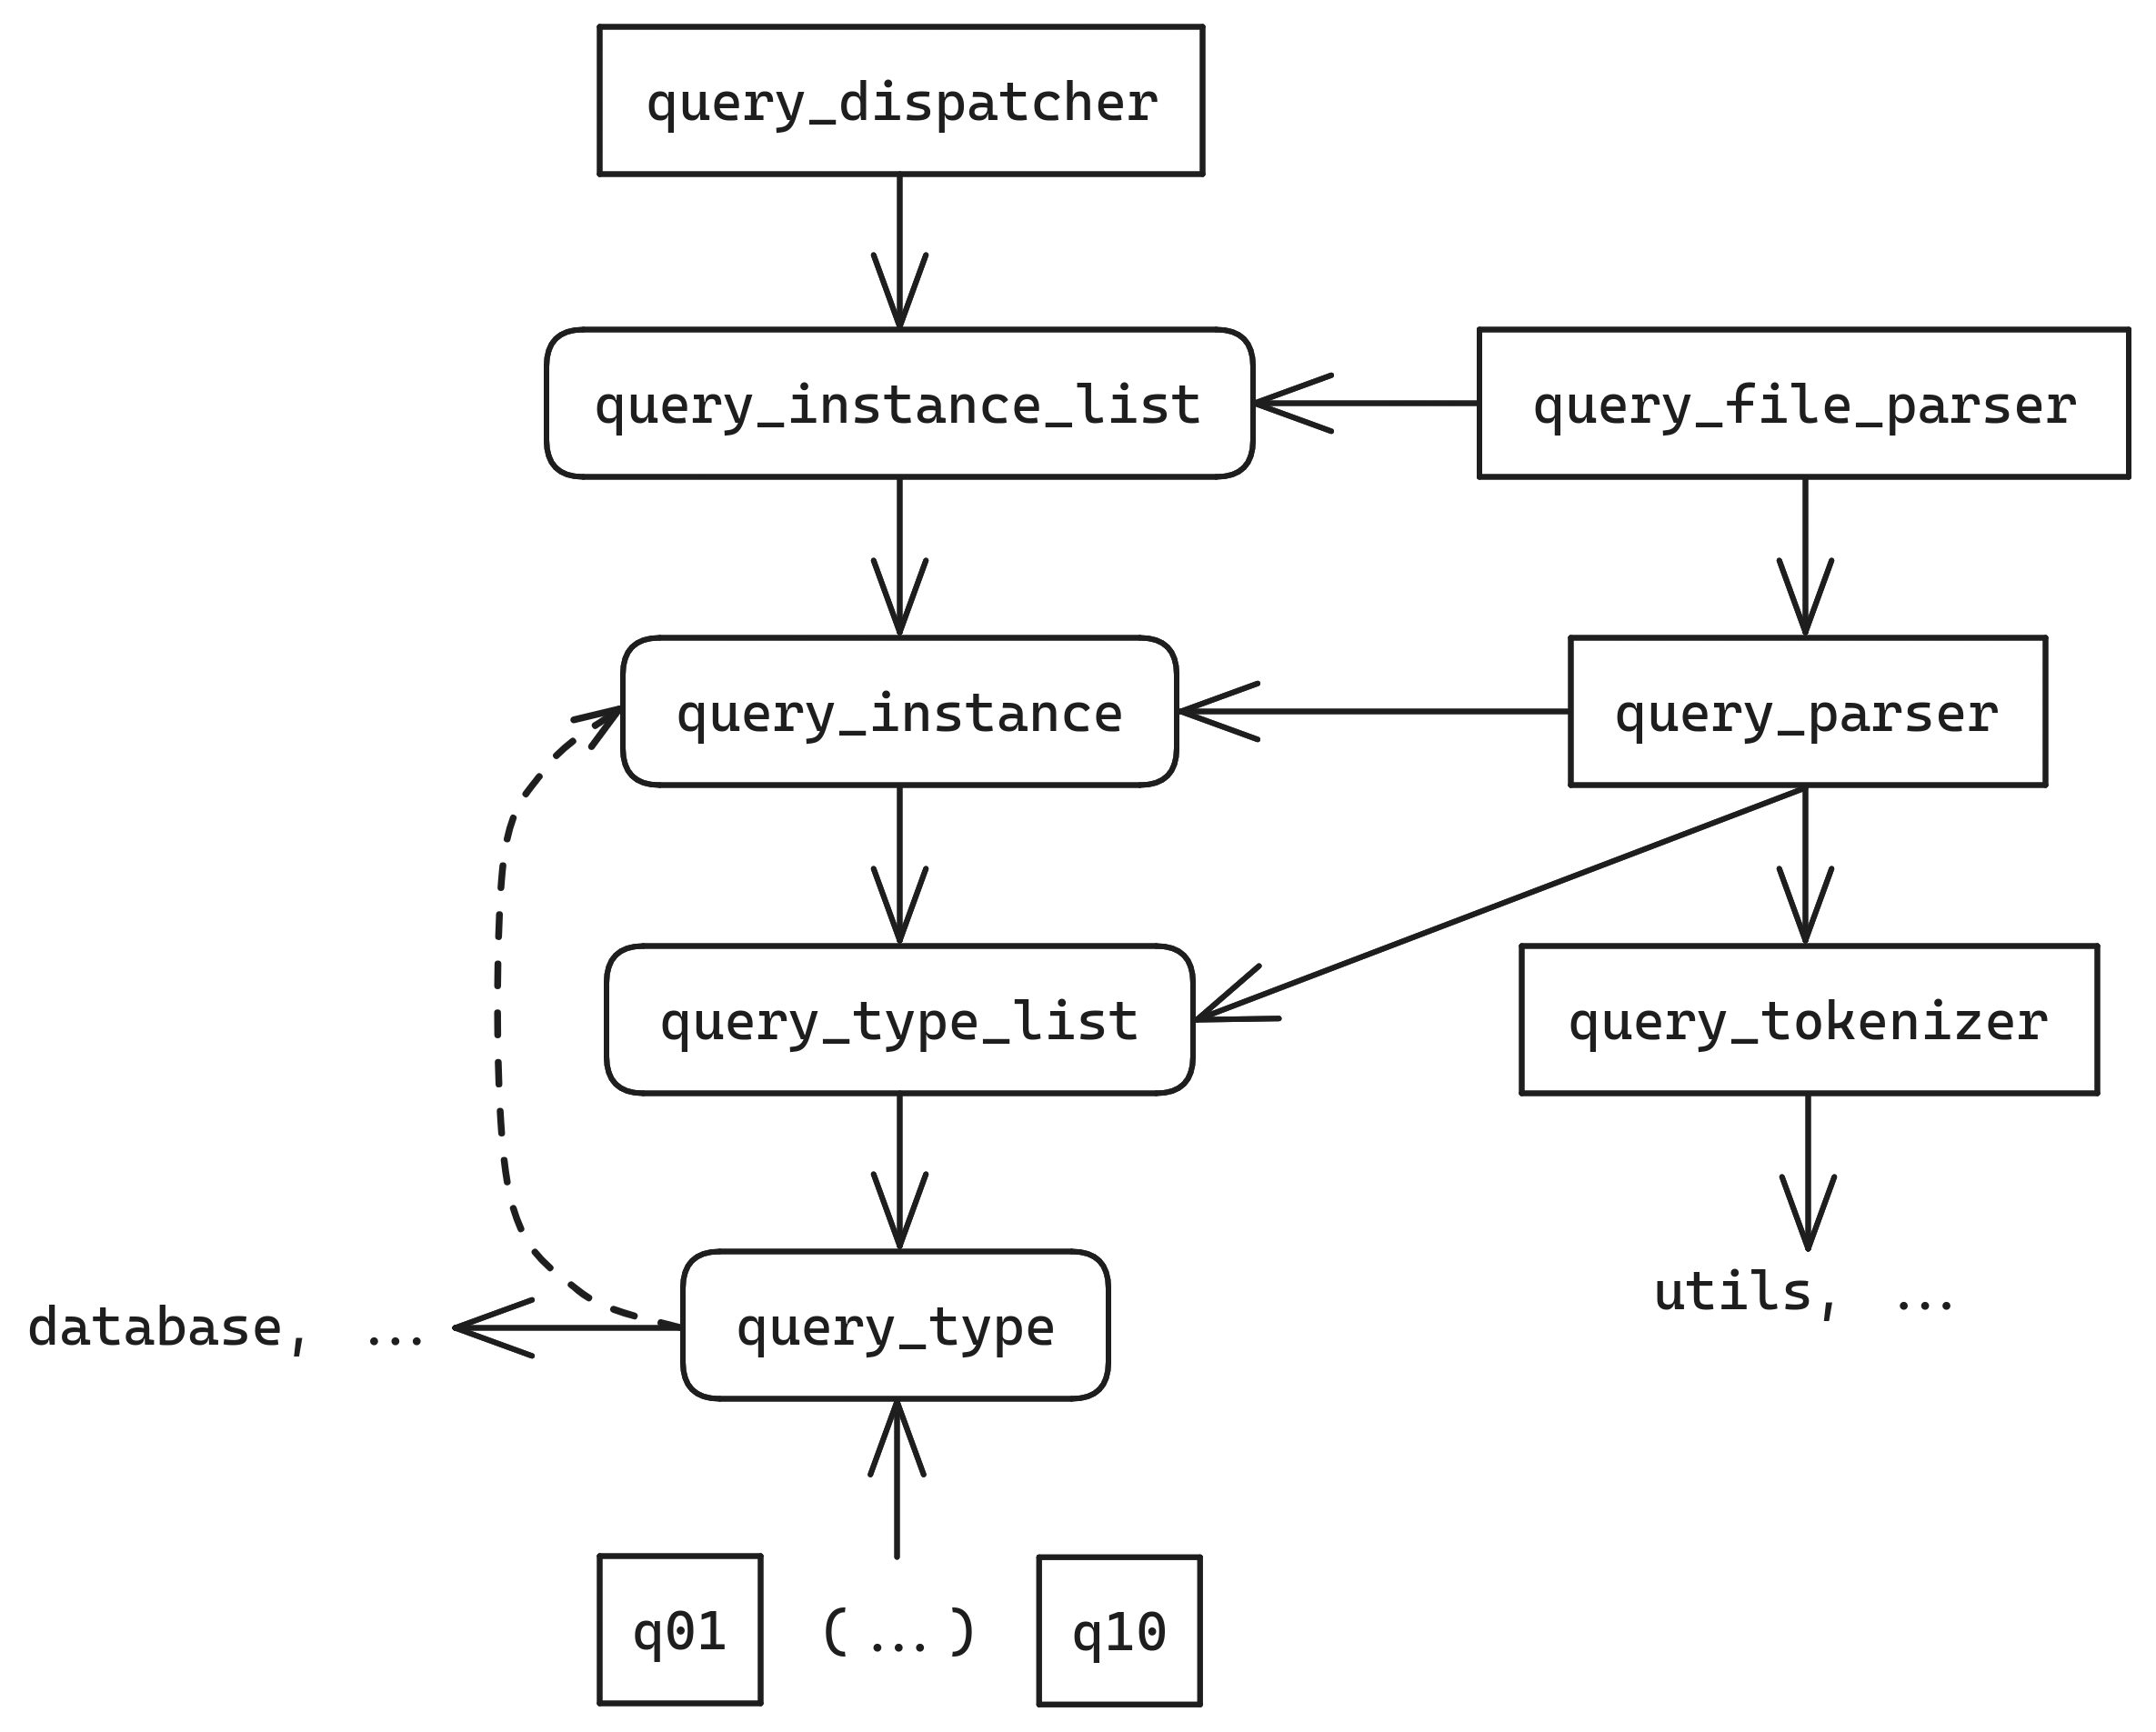 query_dispatcher
query_instance_list
query_file_parser
query_instance
query_parser
query_type_list
query_tokenizer
utils, ...
database, ...
query_type
q01
(...)
q10